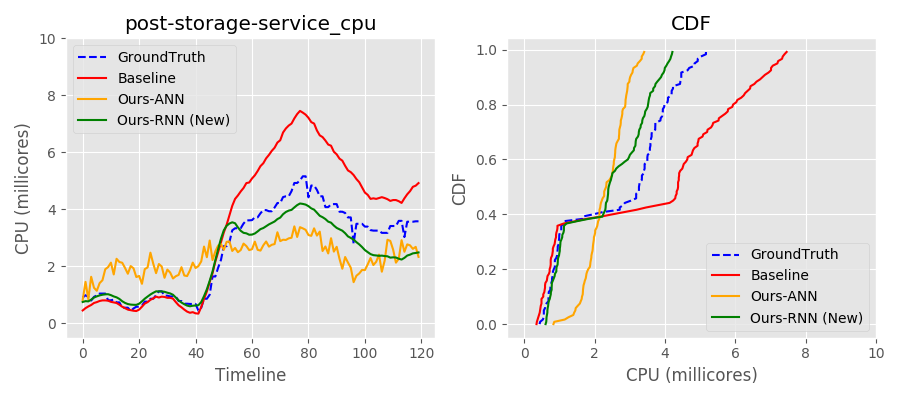 post-storage-service_cpu
10
8
6
4
2
0
CPU (millicores)
GroundTruth
Baseline
Ours-ANN
Ours-RNN (New)
0 20 40 60 80 100 120
Timeline
CDF
1.0
0.8
0.6
0.4
0.2
0.0
CDF
GroundTruth
Baseline
Ours-ANN
Ours-RNN (New)
0 2 4 6 8 10
CPU (millicores)